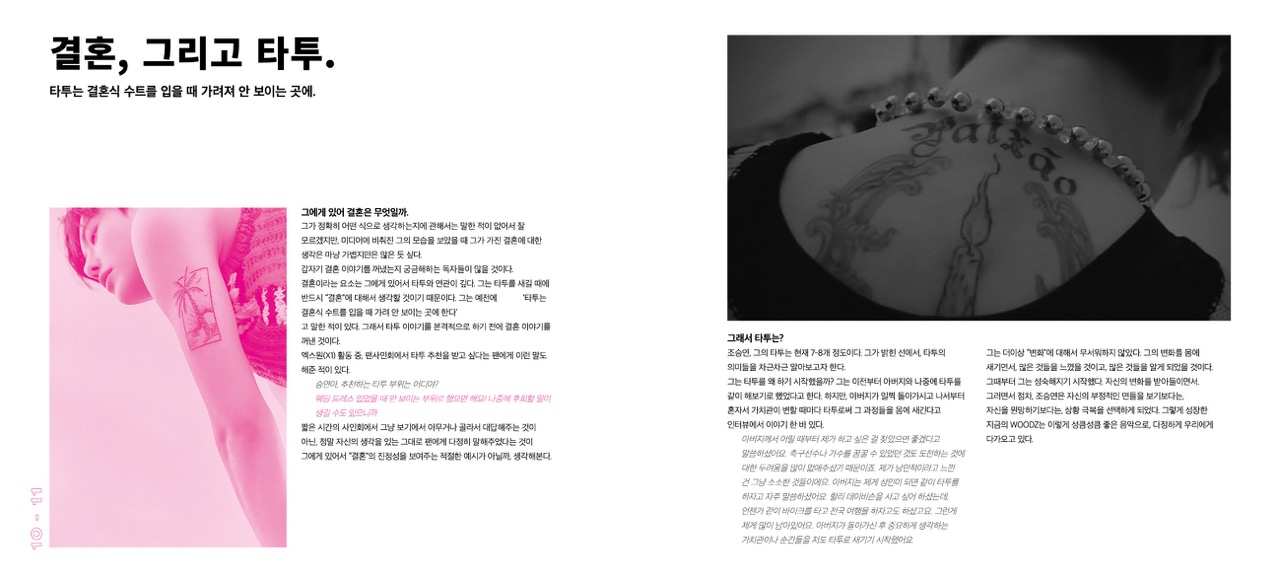 결혼, 그리고 타투.
타투는 결혼식 수트를 입을 때 가려져 안 보이는 곳에.
그에게 있어 결혼은 무엇일까.
그가 정확히 어떤 식으로 생각하는지에 관해서는 말한 적이 없어서 잘
모르겠지만, 미디어에 비춰진 그의 모습을 보았을 때 그가 가진 결혼에 대한
생각은 마냥 가볍지만은 않은 듯 싶다.
갑자기 결혼 이야기를 꺼냈는지 궁금해하는 독자들이 많을 것이다.
결혼이라는 요소는 그에게 있어서 타투와 연관이 깊다. 그는 타투를 새길 때에
반드시 "결혼"에 대해서 생각할 것이기 때문이다. 그는 예전에 '타투는
결혼식 수트를 입을 때 가려 안 보이는 곳에 한다'
고 말한 적이 있다. 그래서 타투 이야기를 본격적으로 하기 전에 결혼 이야기를
꺼낸 것이다.
엑스원(X1) 활동 중, 팬사인회에서 타투 추천을 받고 싶다는 팬에게 이런 말도
해준 적이 있다.
승연아, 추천하는 타투 부위는 어디야?
웨딩 드레스 입었을 때 안 보이는 부위로 했으면 해요! 나중에 후회할 일이
생길 수도 있으니까
짧은 시간의 사인회에서 그냥 보기에서 아무거나 골라서 대답해주는 것이
아닌, 정말 자신의 생각을 있는 그대로 팬에게 다정히 말해주었다는 것이
그에게 있어서 "결혼"의 진정성을 보여주는 적절한 예시가 아닐까, 생각해본다.
10 11
Paixão
그래서 타투는?
조승연, 그의 타투는 현재 7-8개 정도이다. 그가 밝힌 선에서, 타투의
의미들을 차근차근 알아보고자 한다.
그는 타투를 왜 하기 시작했을까? 그는 이전부터 아버지와 나중에 타투를
같이 해보기로 했었다고 한다. 하지만, 아버지가 일찍 돌아가시고 나서부터
혼자서 가치관이 변할 때마다 타투로써 그 과정들을 몸에 새긴다고
인터뷰에서 이야기 한 바 있다.
아버지께서 어릴 때부터 제가 하고 싶은 걸 찾았으면 좋겠다고
말씀하셨어요. 축구선수나 가수를 꿈꿀 수 있었던 것도 도전하는 것에
대한 두려움을 많이 없애주셨기 때문이죠. 제가 낭만적이라고 느낀
건 그냥 소소한 것들이에요. 아버지는 제게 성인이 되면 같이 타투를
하자고 자주 말씀하셨어요. 할리 데이비슨을 사고 싶어 하셨는데,
언젠가 같이 바이크를 타고 전국 여행을 하자고도 하셨고요. 그런게
제게 많이 남아있어요. 아버지가 돌아가신 후 중요하게 생각하는
가치관이나 순간들을 저도 타투로 새기기 시작했어요.
그는 더이상 "변화"에 대해서 무서워하지 않았다. 그의 변화를 몸에
새기면서, 많은 것들을 느꼈을 것이고, 많은 것들을 알게 되었을 것이다.
그때부터 그는 성숙해지기 시작했다. 자신의 변화를 받아들이면서.
그러면서 점차, 조승연은 자신의 부정적인 면들을 보기보다는,
자신을 원망하기보다는, 상황 극복을 선택하게 되었다. 그렇게 성장한
지금의 WOODZ는 이렇게 성큼성큼 좋은 음악으로, 다정하게 우리에게
다가오고 있다.